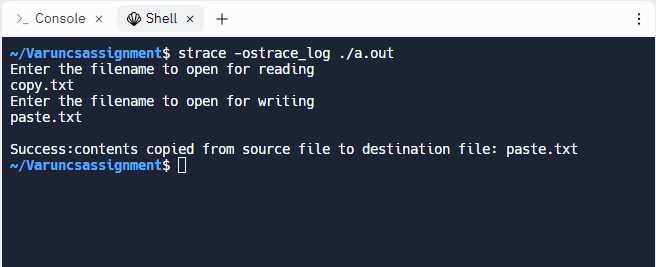 >_ Console × Shell × +
~/Varuncsassignment$ strace -ostrace_log ./a.out
Enter the filename to open for reading
copy.txt
Enter the filename to open for writing
paste.txt
Success:contents copied from source file to destination file: paste.txt
~/Varuncsassignment$